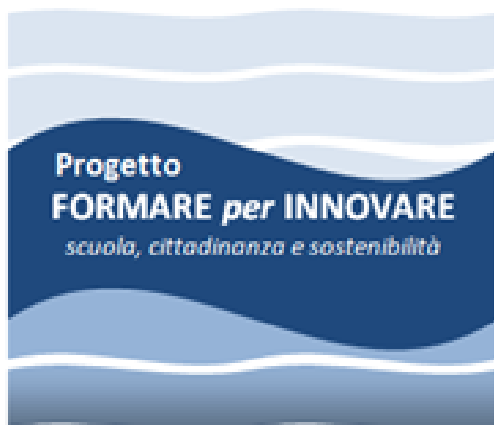 Progetto
FORMARE per INNOVARE
scuola, cittadinanza e sostenibilità